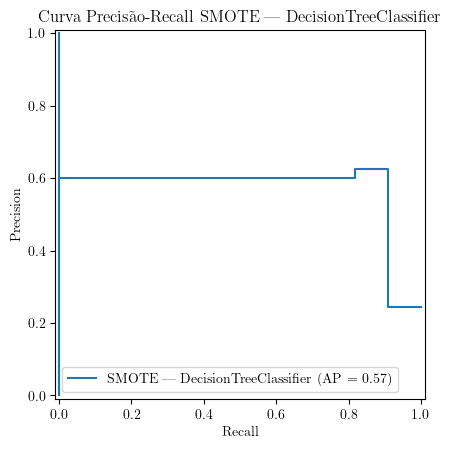 Curva Precisão-Recall SMOTE — DecisionTreeClassifier
1.0
0.8
0.6
0.4
0.2
0.0
Precision
SMOTE — DecisionTreeClassifier (AP = 0.57)
0.0 0.2 0.4 0.6 0.8 1.0
Recall